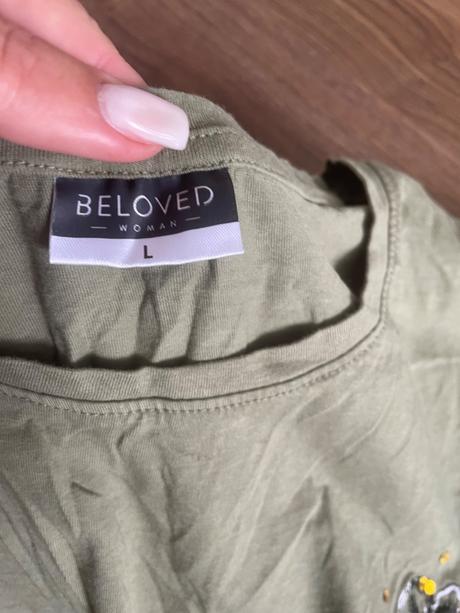 BELOVED
— WOMAN —
L